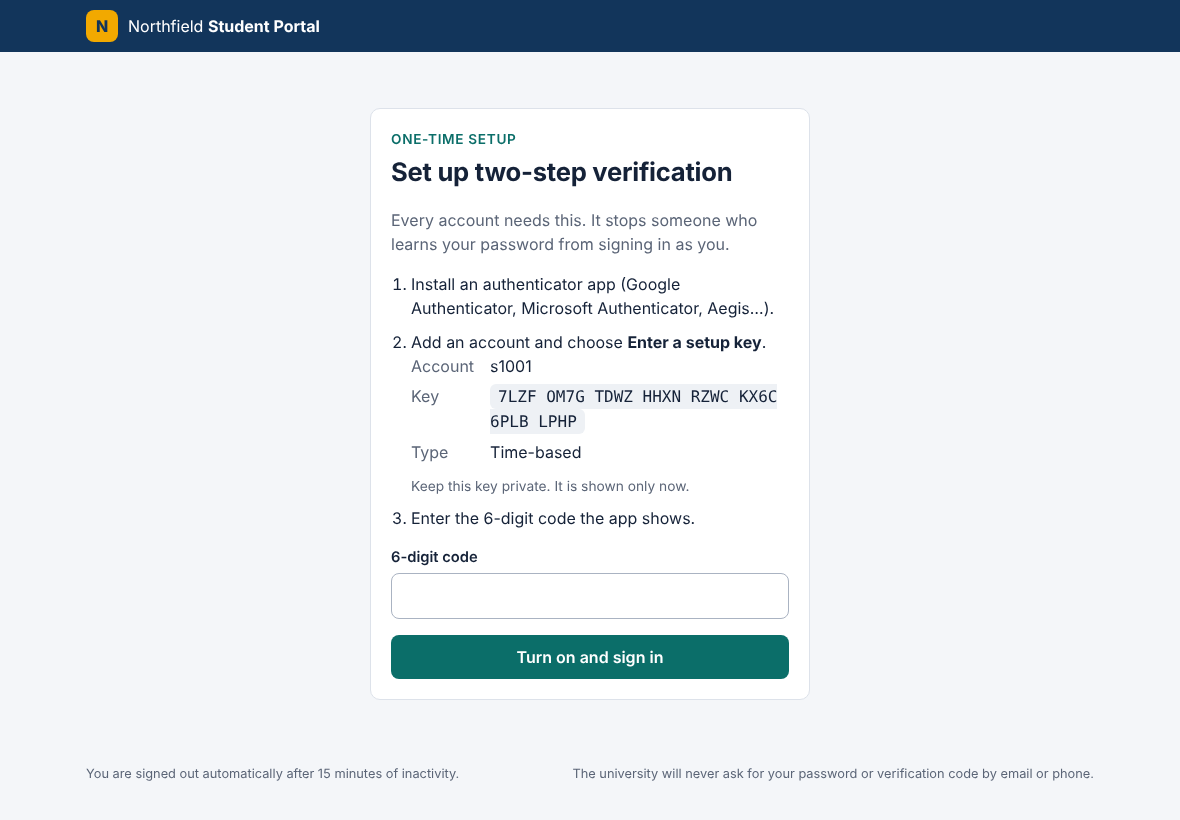 N
Northfield Student Portal
ONE-TIME SETUP
Set up two-step verification
Every account needs this. It stops someone who
learns your password from signing in as you.
1. Install an authenticator app (Google
Authenticator, Microsoft Authenticator, Aegis…).
2. Add an account and choose Enter a setup key.
Account s1001
Key 7LZF OM7G TDWZ HHXN RZWC KX6C
6PLB LPHP
Type Time-based
Keep this key private. It is shown only now.
3. Enter the 6-digit code the app shows.
6-digit code
Turn on and sign in
You are signed out automatically after 15 minutes of inactivity.
The university will never ask for your password or verification code by email or phone.